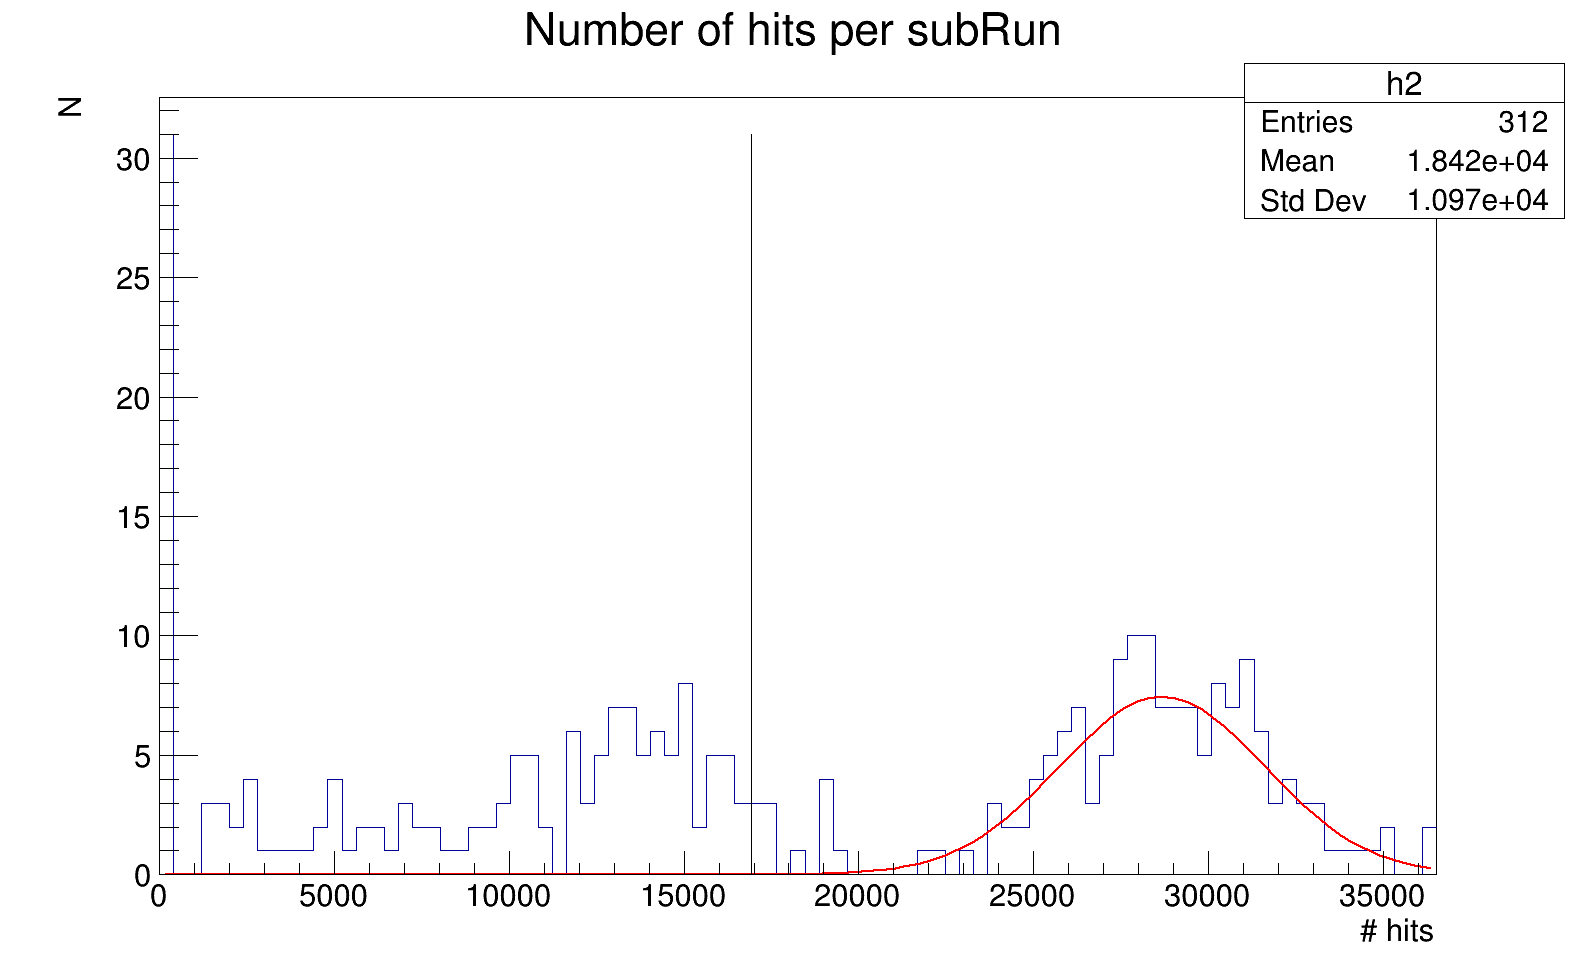 Number of hits per subRun
h2
Entries 312
Mean 1.842e+04
Std Dev 1.097e+04
N
30
25
20
15
10
5
0
0 5000 10000 15000 20000 25000 30000 35000
# hits